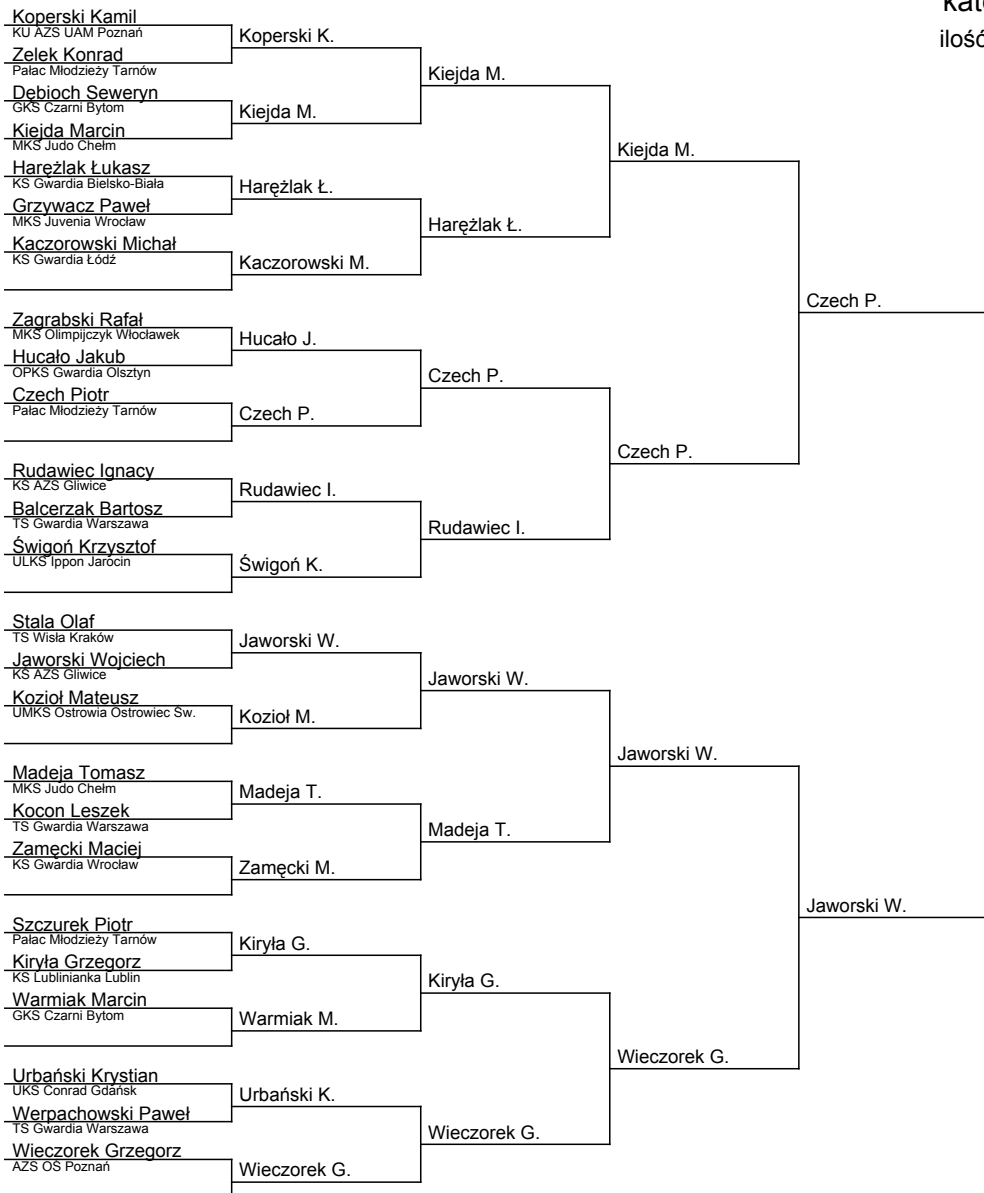 kat
ilość
Koperski Kamil
KU AZS UAM Poznań
Zelek Konrad
Pałac Młodzieży Tarnów
Dębioch Seweryn
GKS Czarni Bytom
Kiejda Marcin
MKS Judo Chełm
Harężlak Łukasz
KS Gwardia Bielsko-Biała
Grzywacz Paweł
MKS Juvenia Wrocław
Kaczorowski Michał
KS Gwardia Łódź
Zagrabski Rafał
MKS Olimpijczyk Włocławek
Hucało Jakub
OPKS Gwardia Olsztyn
Czech Piotr
Pałac Młodzieży Tarnów
Rudawiec Ignacy
KS AZS Gliwice
Balcerzak Bartosz
TS Gwardia Warszawa
Świgoń Krzysztof
ULKS Ippon Jarocin
Stala Olaf
TS Wisła Kraków
Jaworski Wojciech
KS AZS Gliwice
Kozioł Mateusz
UMKS Ostrowia Ostrowiec Św.
Madeja Tomasz
MKS Judo Chełm
Kocon Leszek
TS Gwardia Warszawa
Zamęcki Maciej
KS Gwardia Wrocław
Szczurek Piotr
Pałac Młodzieży Tarnów
Kiryła Grzegorz
KS Lublinianka Lublin
Warmiak Marcin
GKS Czarni Bytom
Urbański Krystian
UKS Conrad Gdańsk
Werpachowski Paweł
TS Gwardia Warszawa
Wieczorek Grzegorz
AZS OŚ Poznań
Koperski K.
Kiejda M.
Harężlak Ł.
Kaczorowski M.
Hucało J.
Czech P.
Rudawiec I.
Świgoń K.
Jaworski W.
Kozioł M.
Madeja T.
Zamęcki M.
Kiryła G.
Warmiak M.
Urbański K.
Wieczorek G.
Kiejda M.
Harężlak Ł.
Czech P.
Rudawiec I.
Jaworski W.
Madeja T.
Kiryła G.
Wieczorek G.
Kiejda M.
Czech P.
Jaworski W.
Wieczorek G.
Czech P.
Jaworski W.